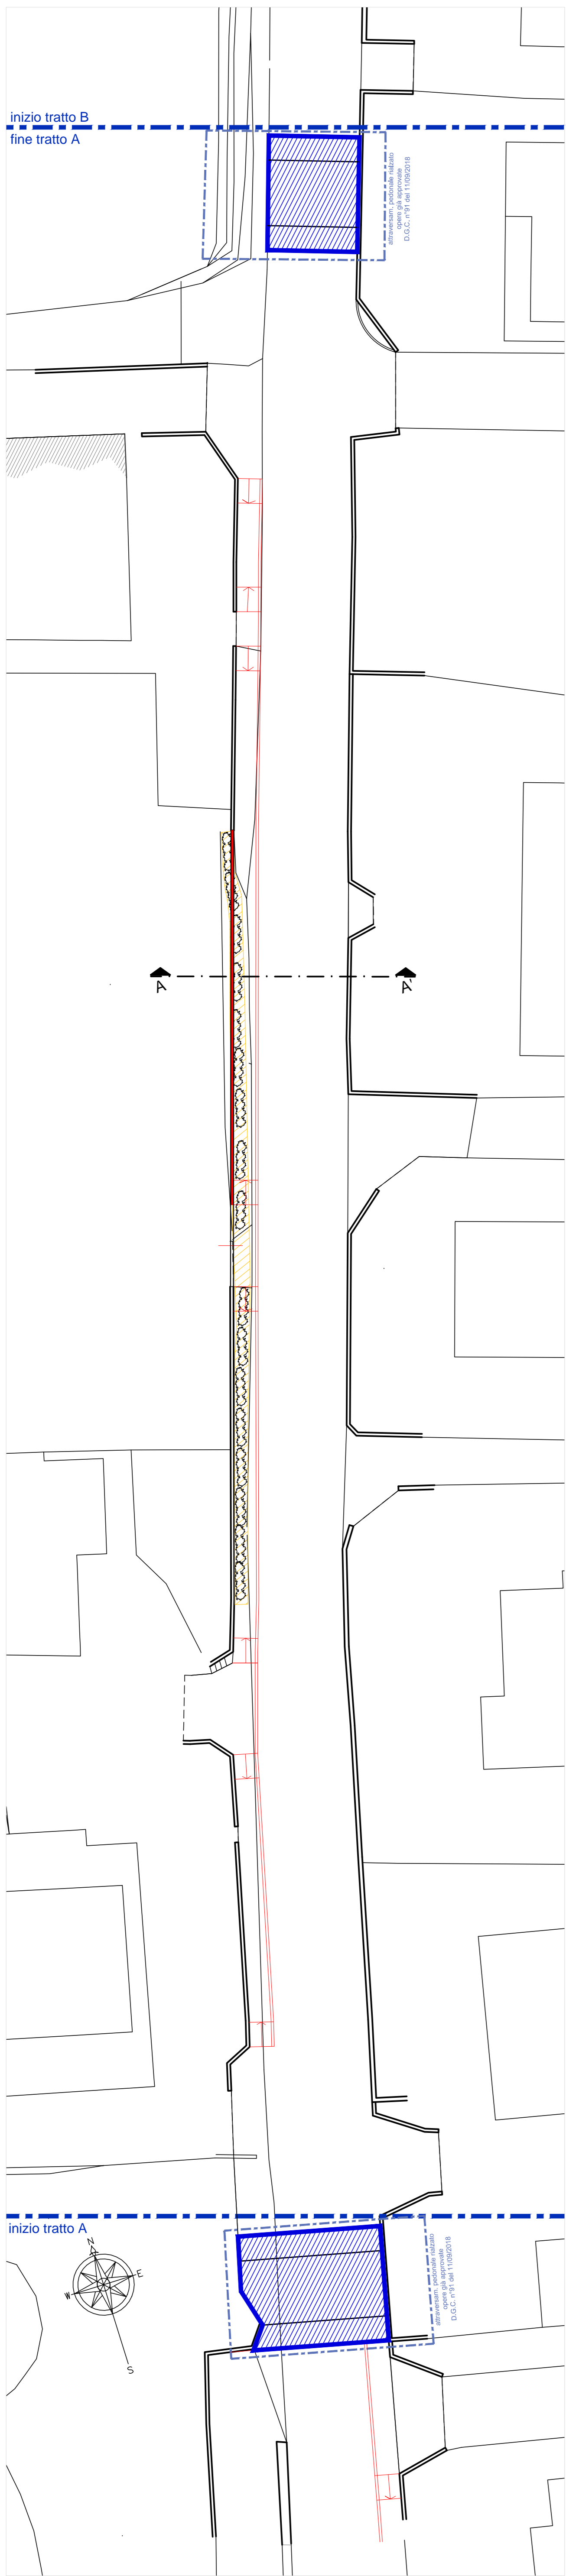 inizio tratto B
fine tratto A
attraversam. pedonale rialzato
opere già approvate
D.G.C. n°91 del 11/09/2018
A
A'
inizio tratto A
attraversam. pedonale rialzato
opere già approvate
D.G.C. n°91 del 11/09/2018
N
E
W
S